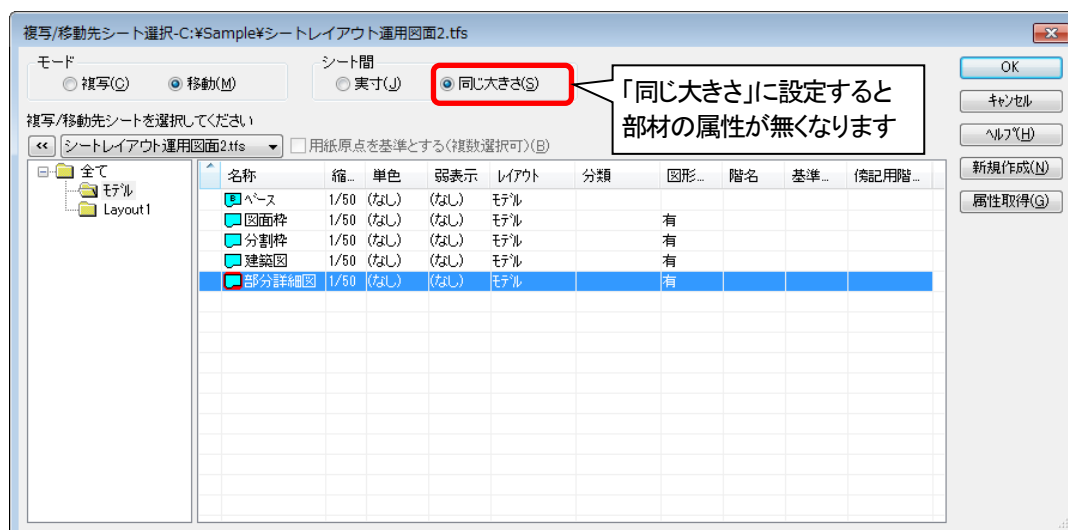 複写/移動先シート選択-C:¥Sample¥シートレイアウト運用図面2.tfs
モード
複写(C) 移動(M)
シート間
実寸(J) 同じ大きさ(S)
「同じ大きさ」に設定すると
部材の属性が無くなります
OK
キャンセル
ヘルプ(H)
新規作成(N)
属性取得(G)
複写/移動先シートを選択してください
<< シートレイアウト運用図面2.tfs 用紙原点を基準とする(複数選択可)(B)
全て
モデル
Layout1
名称 縮... 単色 弱表示 レイアウト 分類 図形... 階名 基準... 傍記用階...
ベース 1/50 (なし) (なし) モデル
図面枠 1/50 (なし) (なし) モデル 有
分割枠 1/50 (なし) (なし) モデル 有
建築図 1/50 (なし) (なし) モデル 有
部分詳細図 1/50 (なし) (なし) モデル 有